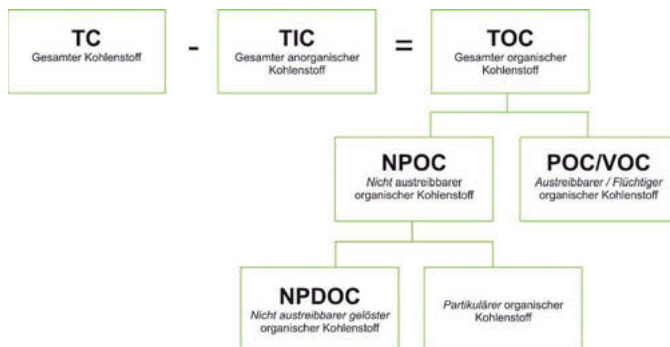 TC
Gesamter Kohlenstoff
-
TIC
Gesamter anorganischer
Kohlenstoff
=
TOC
Gesamter organischer
Kohlenstoff
NPOC
Nicht austreibbarer
organischer Kohlenstoff
POC/VOC
Austreibbarer / Flüchtiger
organischer Kohlenstoff
NPDOC
Nicht austreibbarer gelöster
organischer Kohlenstoff
Partikulärer organischer
Kohlenstoff